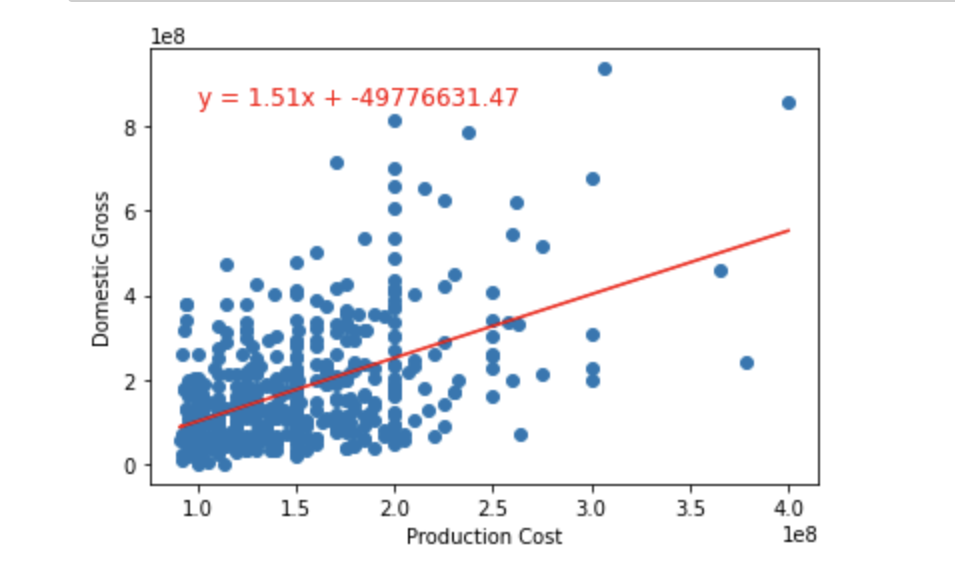 1e8
y = 1.51x + -49776631.47
8
6
4
2
0
Domestic Gross
1.0 1.5 2.0 2.5 3.0 3.5 4.0
Production Cost
1e8